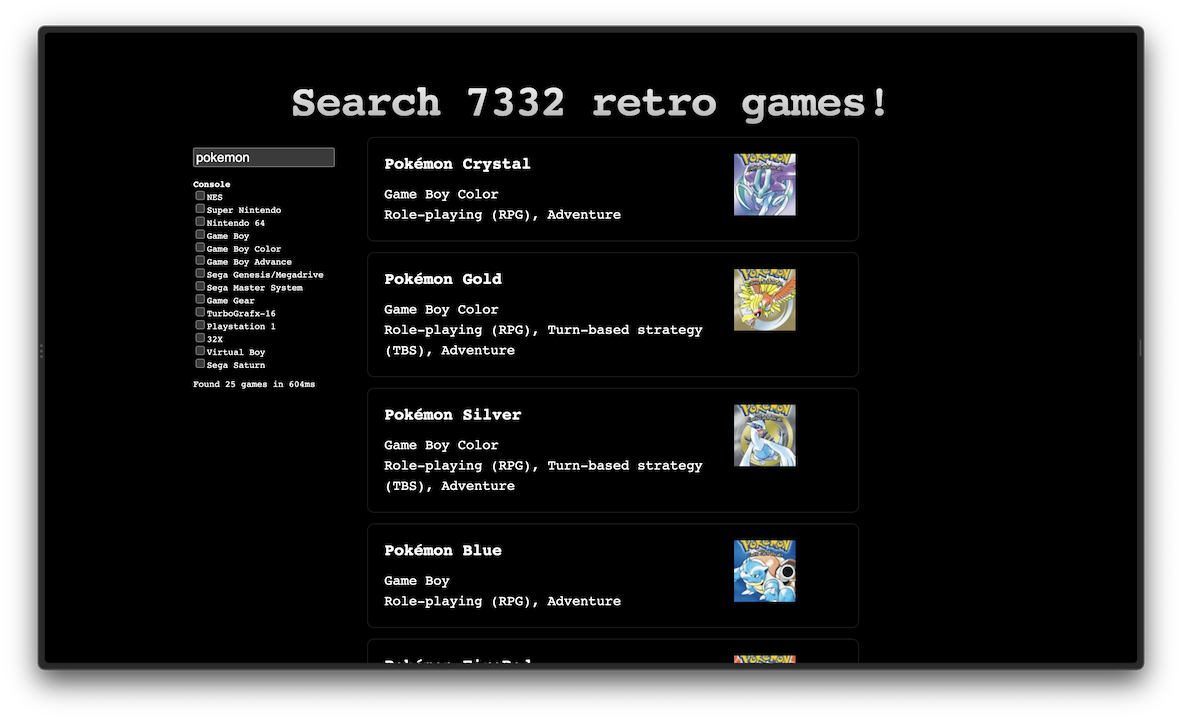 Search 7332 retro games!
pokemon
Console
NES
Super Nintendo
Nintendo 64
Game Boy
Game Boy Color
Game Boy Advance
Sega Genesis/Megadrive
Sega Master System
Game Gear
TurboGrafx-16
Playstation 1
32X
Virtual Boy
Sega Saturn
Found 25 games in 604ms
Pokémon Crystal
Game Boy Color
Role-playing (RPG), Adventure
POKéMON
Pokémon Gold
Game Boy Color
Role-playing (RPG), Turn-based strategy
(TBS), Adventure
POKéMON
Pokémon Silver
Game Boy Color
Role-playing (RPG), Turn-based strategy
(TBS), Adventure
POKéMON
Pokémon Blue
Game Boy
Role-playing (RPG), Adventure
POKéMON